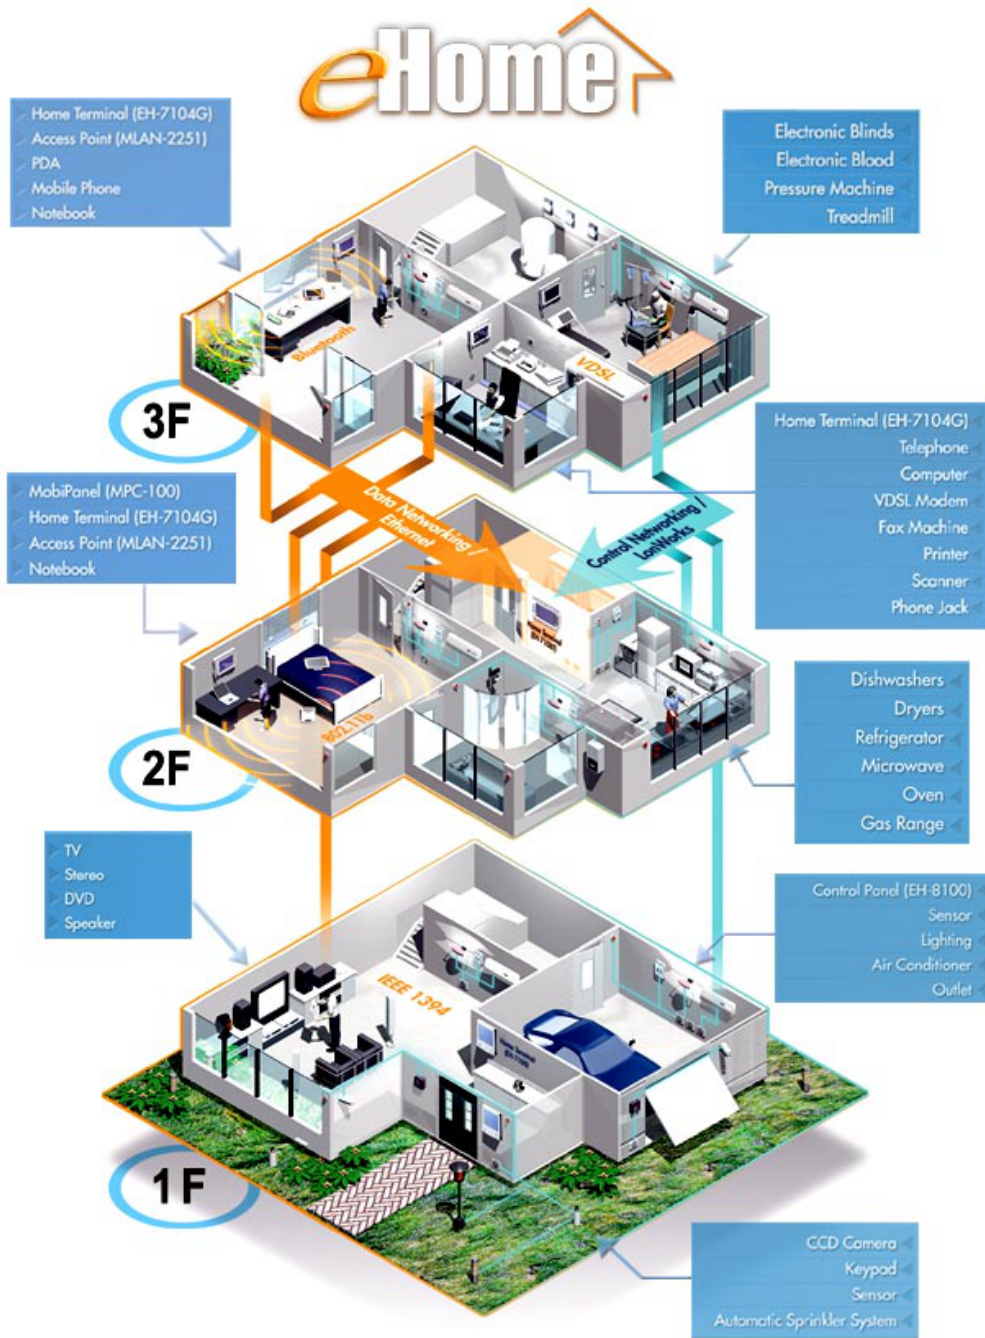 eHome
Home Terminal (EH-7104G)
Access Point (MLAN-2251)
PDA
Mobile Phone
Notebook
Electronic Blinds
Electronic Blood
Pressure Machine
Treadmill
Bluetooth
VDSL
3F
Home Terminal (EH-7104G)
Telephone
Computer
VDSL Modem
Fax Machine
Printer
Scanner
Phone Jack
MobiPanel (MPC-100)
Home Terminal (EH-7104G)
Access Point (MLAN-2251)
Notebook
Data Networking /
Ethernet
Control Networking /
LonWorks
Home Terminal
802.11b
2F
Dishwashers
Dryers
Refrigerator
Microwave
Oven
Gas Range
TV
Stereo
DVD
Speaker
Control Panel (EH-8100)
Sensor
Lighting
Air Conditioner
Outlet
IEEE 1394
Home Terminal
1F
CCD Camera
Keypad
Sensor
Automatic Sprinkler System